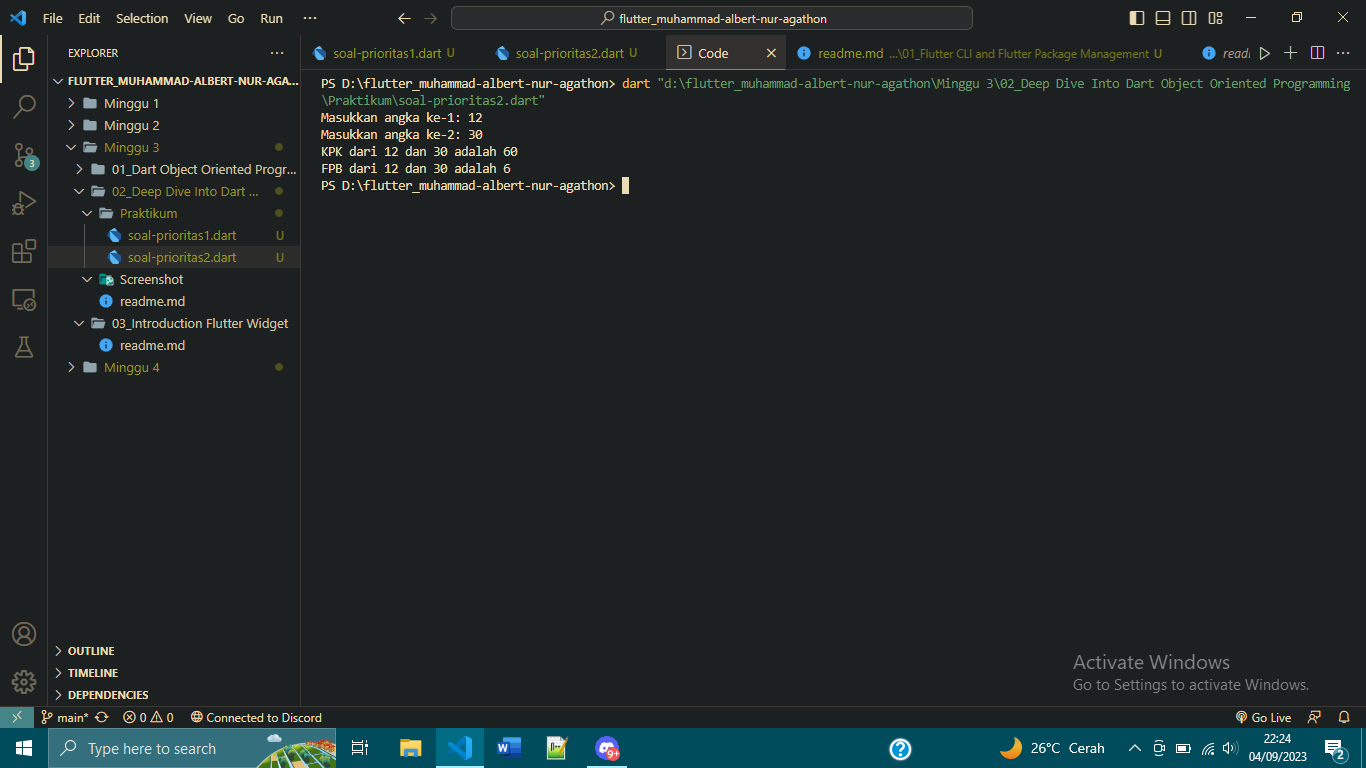 File Edit Selection View Go Run ···
flutter_muhammad-albert-nur-agathon
EXPLORER ···
soal-prioritas1.dart U
soal-prioritas2.dart U
Code
readme.md ...\01_Flutter CLI and Flutter Package Management U
FLUTTER_MUHAMMAD-ALBERT-NUR-AGA...
Minggu 1
Minggu 2
Minggu 3
01_Dart Object Oriented Progr...
02_Deep Dive Into Dart ...
Praktikum
soal-prioritas1.dart U
soal-prioritas2.dart U
Screenshot
readme.md
03_Introduction Flutter Widget
readme.md
Minggu 4
OUTLINE
TIMELINE
DEPENDENCIES
3
PS D:\flutter_muhammad-albert-nur-agathon> dart "d:\flutter_muhammad-albert-nur-agathon\Minggu 3\02_Deep Dive Into Dart Object Oriented Programming
\Praktikum\soal-prioritas2.dart"
Masukkan angka ke-1: 12
Masukkan angka ke-2: 30
KPK dari 12 dan 30 adalah 60
FPB dari 12 dan 30 adalah 6
PS D:\flutter_muhammad-albert-nur-agathon>
Activate Windows
Go to Settings to activate Windows.
main* 0 0 Connected to Discord
Go Live
Type here to search
9+
26°C Cerah
22:24
04/09/2023
2